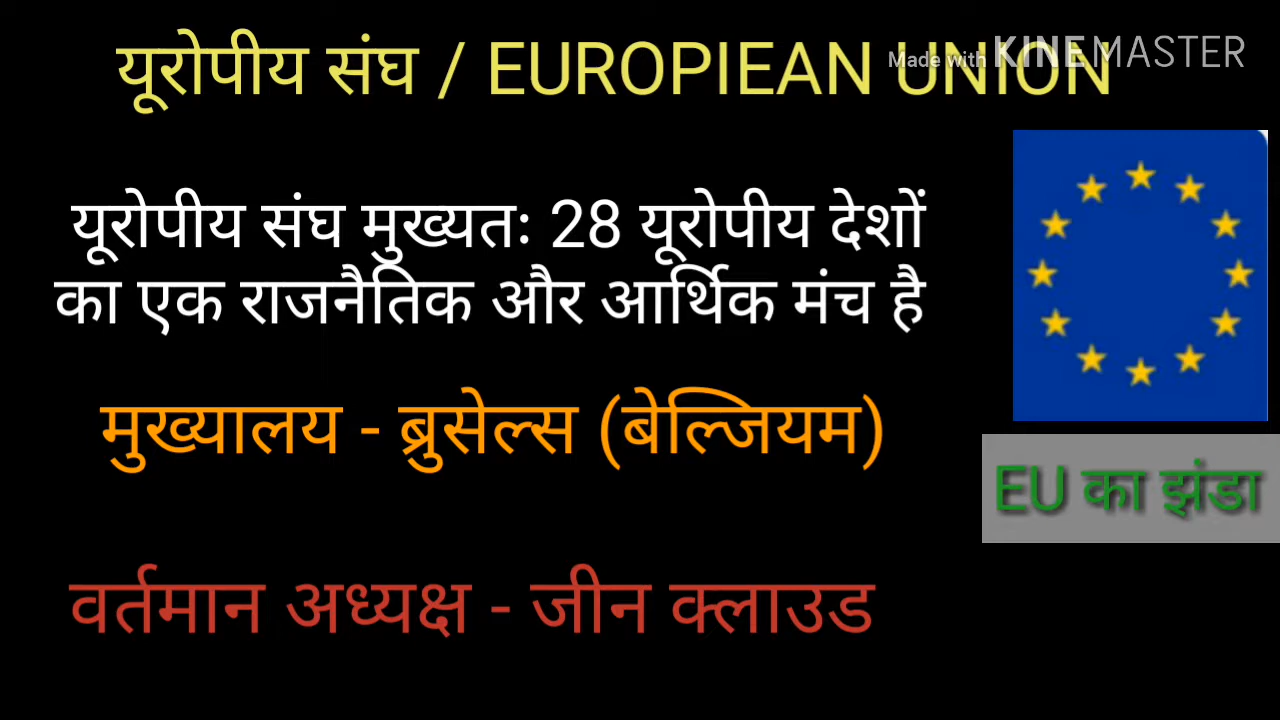 यूरोपीय संघ / EUROPIEAN UNION
Made with KINEMASTER
यूरोपीय संघ मुख्यतः 28 यूरोपीय देशों
का एक राजनैतिक और आर्थिक मंच है
मुख्यालय - ब्रुसेल्स (बेल्जियम)
EU का झंडा
वर्तमान अध्यक्ष - जीन क्लाउड